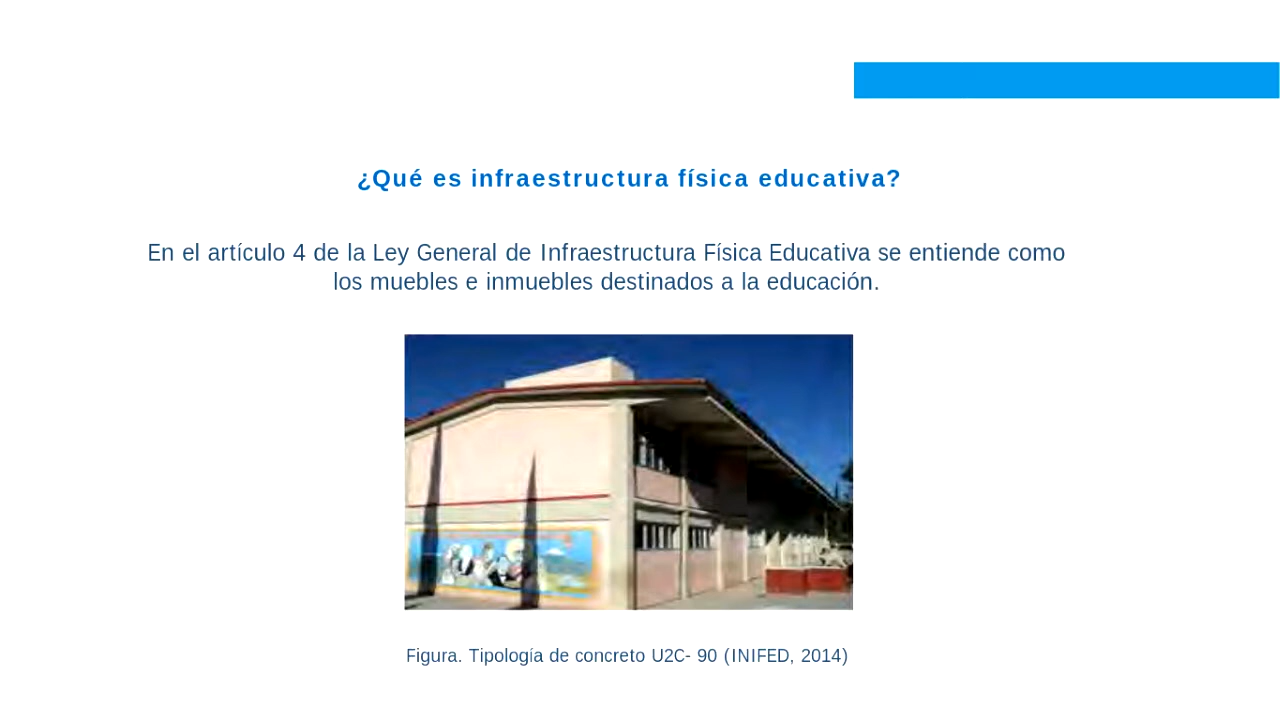 ¿Qué es infraestructura física educativa?
En el artículo 4 de la Ley General de Infraestructura Física Educativa se entiende como
los muebles e inmuebles destinados a la educación.
Figura. Tipología de concreto U2C- 90 (INIFED, 2014)